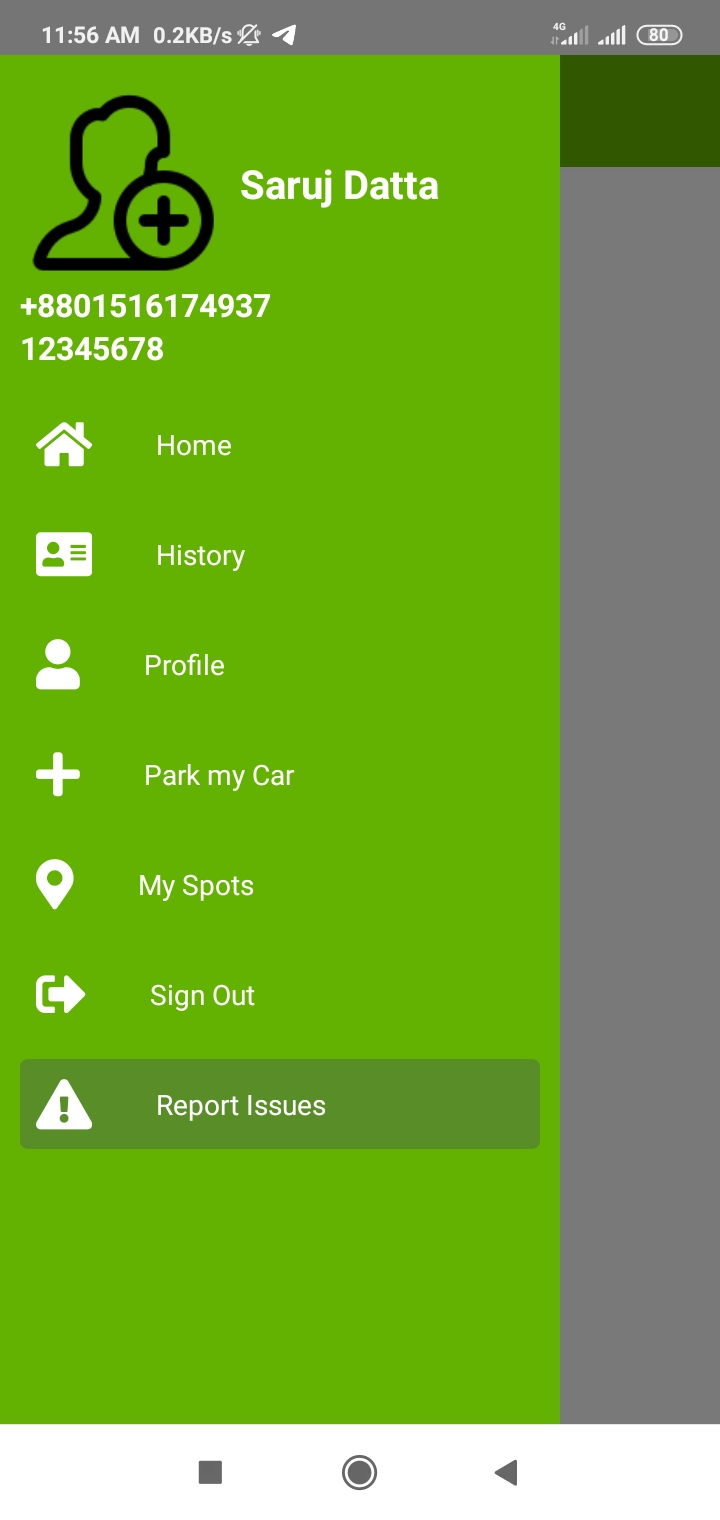 11:56 AM 0.2KB/s 4G 80
Saruj Datta
+8801516174937
12345678
Home
History
Profile
Park my Car
My Spots
Sign Out
Report Issues